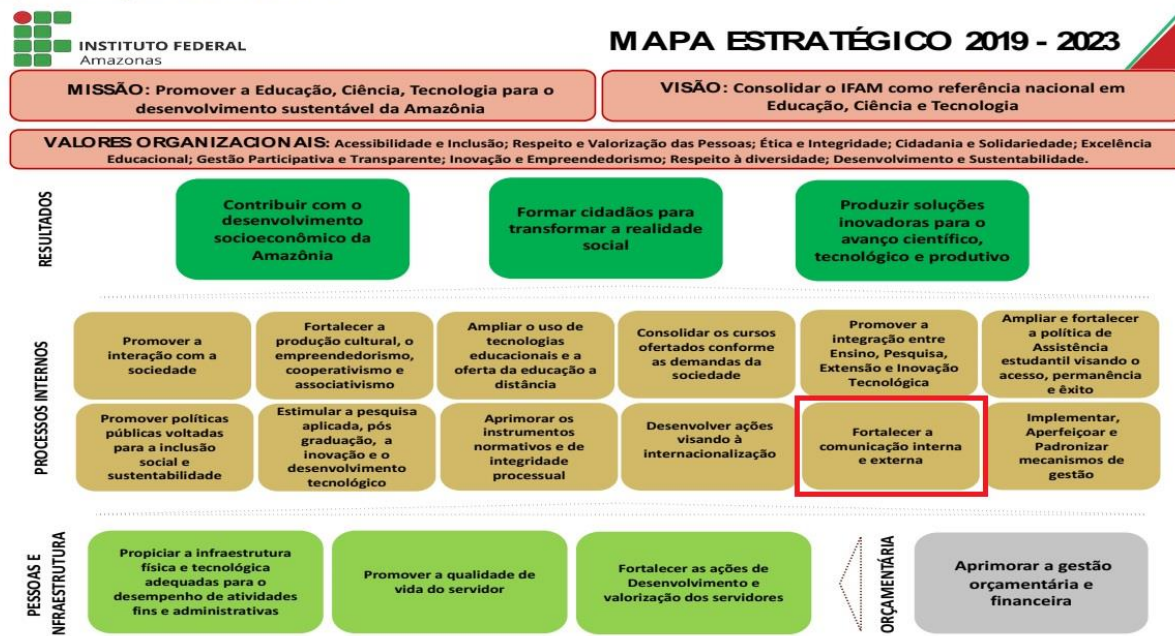 INSTITUTO FEDERAL
Amazonas
MAPA ESTRATÉGICO 2019 - 2023
MISSÃO: Promover a Educação, Ciência, Tecnologia para o
desenvolvimento sustentável da Amazônia
VISÃO: Consolidar o IFAM como referência nacional em
Educação, Ciência e Tecnologia
VALORES ORGANIZACIONAIS: Acessibilidade e Inclusão; Respeito e Valorização das Pessoas; Ética e Integridade; Cidadania e Solidariedade; Excelência
Educacional; Gestão Participativa e Transparente; Inovação e Empreendedorismo; Respeito à diversidade; Desenvolvimento e Sustentabilidade.
RESULTADOS
Contribuir com o
desenvolvimento
socioeconômico da
Amazônia
Formar cidadãos para
transformar a realidade
social
Produzir soluções
inovadoras para o
avanço científico,
tecnológico e produtivo
PROCESSOS INTERNOS
Promover a
interação com a
sociedade
Fortalecer a
produção cultural, o
empreendedorismo,
cooperativismo e
associativismo
Ampliar o uso de
tecnologias
educacionais e a
oferta da educação a
distância
Consolidar os cursos
ofertados conforme
as demandas da
sociedade
Promover a
integração entre
Ensino, Pesquisa,
Extensão e Inovação
Tecnológica
Ampliar e fortalecer
a política de
Assistência
estudantil visando o
acesso, permanência
e êxito
Promover políticas
públicas voltadas
para a inclusão
social e
sustentabilidade
Estimular a pesquisa
aplicada, pós
graduação, a
inovação e o
desenvolvimento
tecnológico
Aprimorar os
instrumentos
normativos e de
integridade
processual
Desenvolver ações
visando à
internacionalização
Fortalecer a
comunicação interna
e externa
Implementar,
Aperfeiçoar e
Padronizar
mecanismos de
gestão
PESSOAS E
NFRAESTRUTURA
Propiciar a infraestrutura
física e tecnológica
adequadas para o
desempenho de atividades
fins e administrativas
Promover a qualidade de
vida do servidor
Fortalecer as ações de
Desenvolvimento e
valorização dos servidores
ORÇAMENTÁRIA
Aprimorar a gestão
orçamentária e
financeira